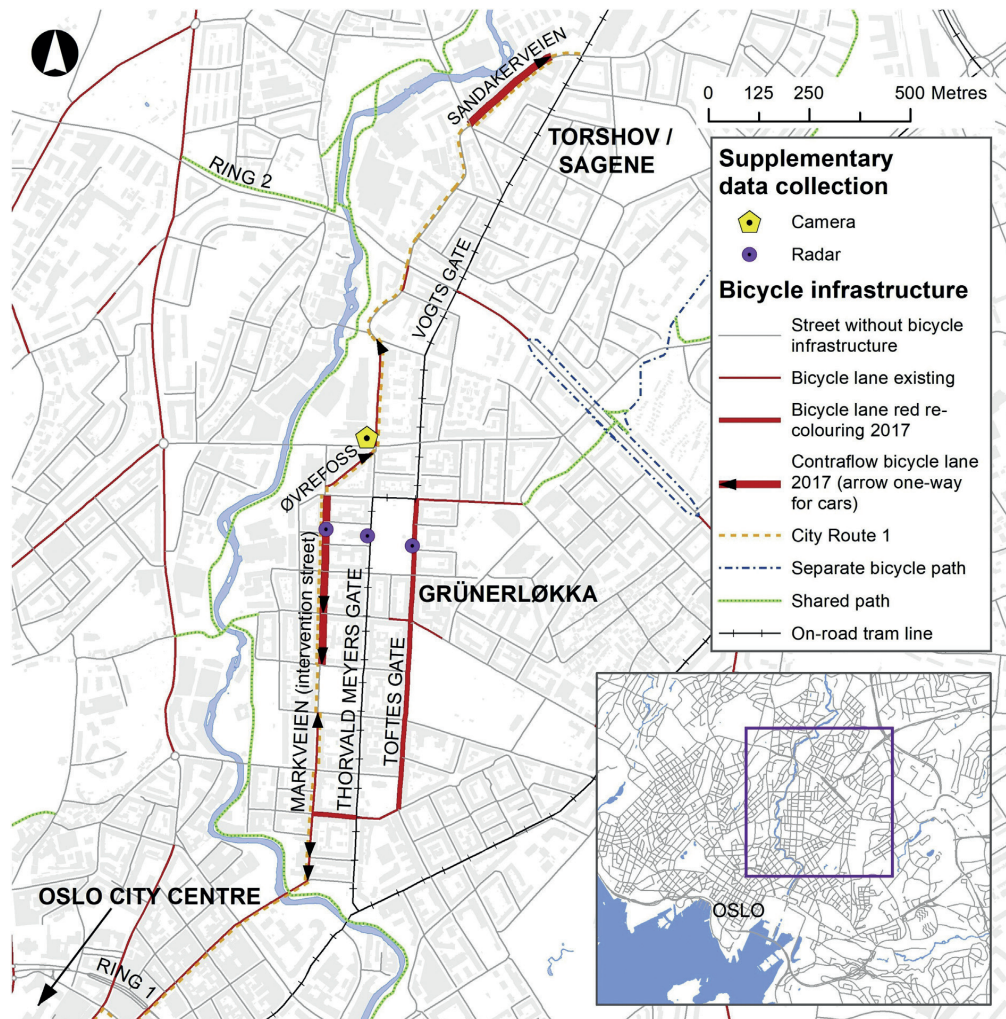 SANDAKERVEIEN
TORSHOV /
SAGENE
RING 2
VOGTS GATE
ØVREFOSS
MARKVEIEN (intervention street)
THORVALD MEYERS GATE
TOFTES GATE
GRÜNERLØKKA
OSLO CITY CENTRE
RING 1
0 125 250 500 Metres
Supplementary
data collection
Camera
Radar
Bicycle infrastructure
Street without bicycle
infrastructure
Bicycle lane existing
Bicycle lane red re-
colouring 2017
Contraflow bicycle lane
2017 (arrow one-way
for cars)
City Route 1
Separate bicycle path
Shared path
On-road tram line
OSLO